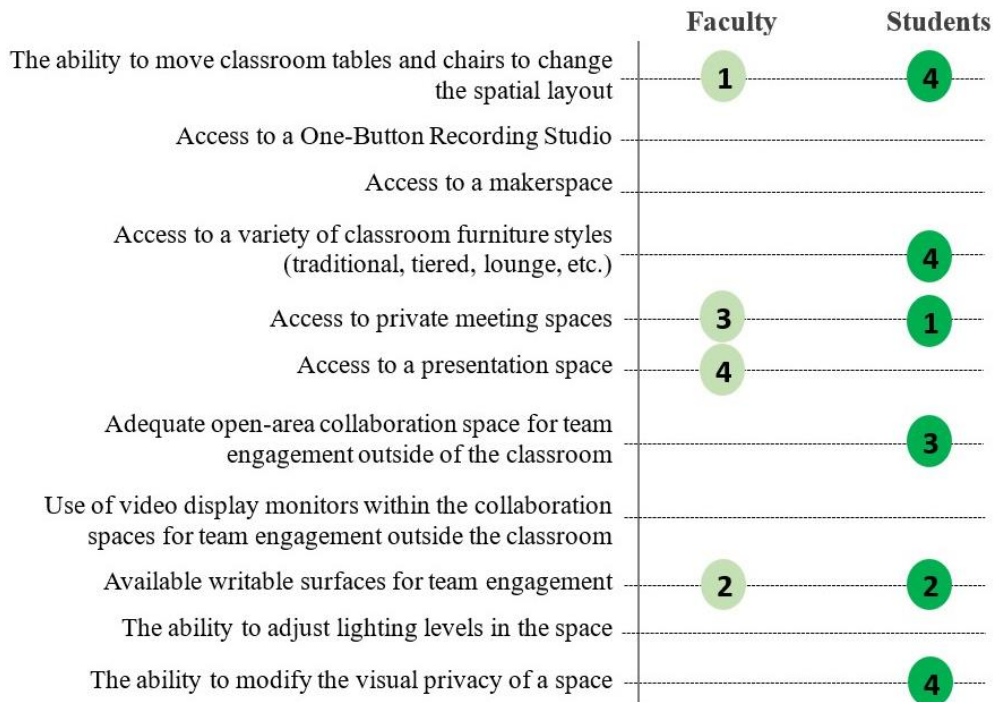 Faculty Students
The ability to move classroom tables and chairs to change
the spatial layout
1 4
Access to a One-Button Recording Studio
Access to a makerspace
Access to a variety of classroom furniture styles
(traditional, tiered, lounge, etc.)
4
Access to private meeting spaces 3 1
Access to a presentation space 4
Adequate open-area collaboration space for team
engagement outside of the classroom
3
Use of video display monitors within the collaboration
spaces for team engagement outside the classroom
Available writable surfaces for team engagement 2 2
The ability to adjust lighting levels in the space
The ability to modify the visual privacy of a space 4